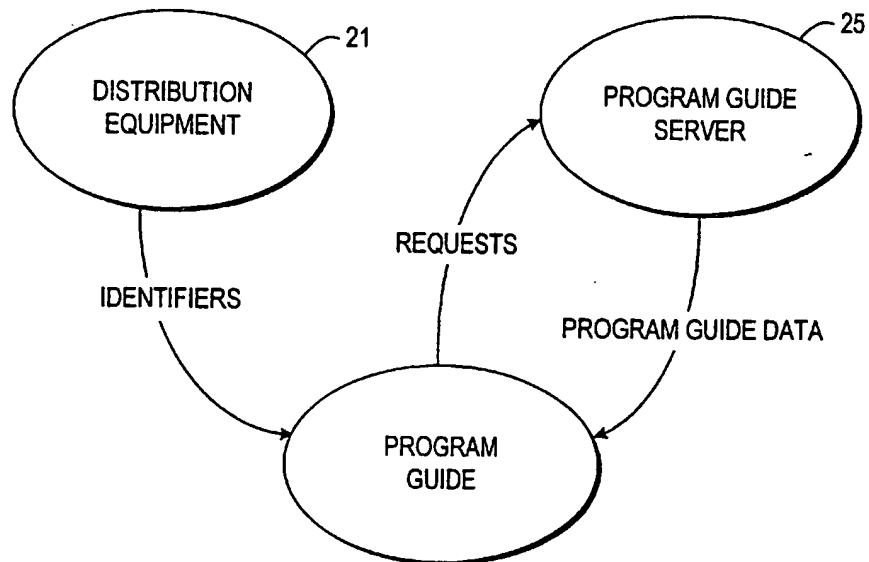 21
25
DISTRIBUTION
EQUIPMENT
PROGRAM GUIDE
SERVER
REQUESTS
IDENTIFIERS
PROGRAM GUIDE DATA
PROGRAM
GUIDE